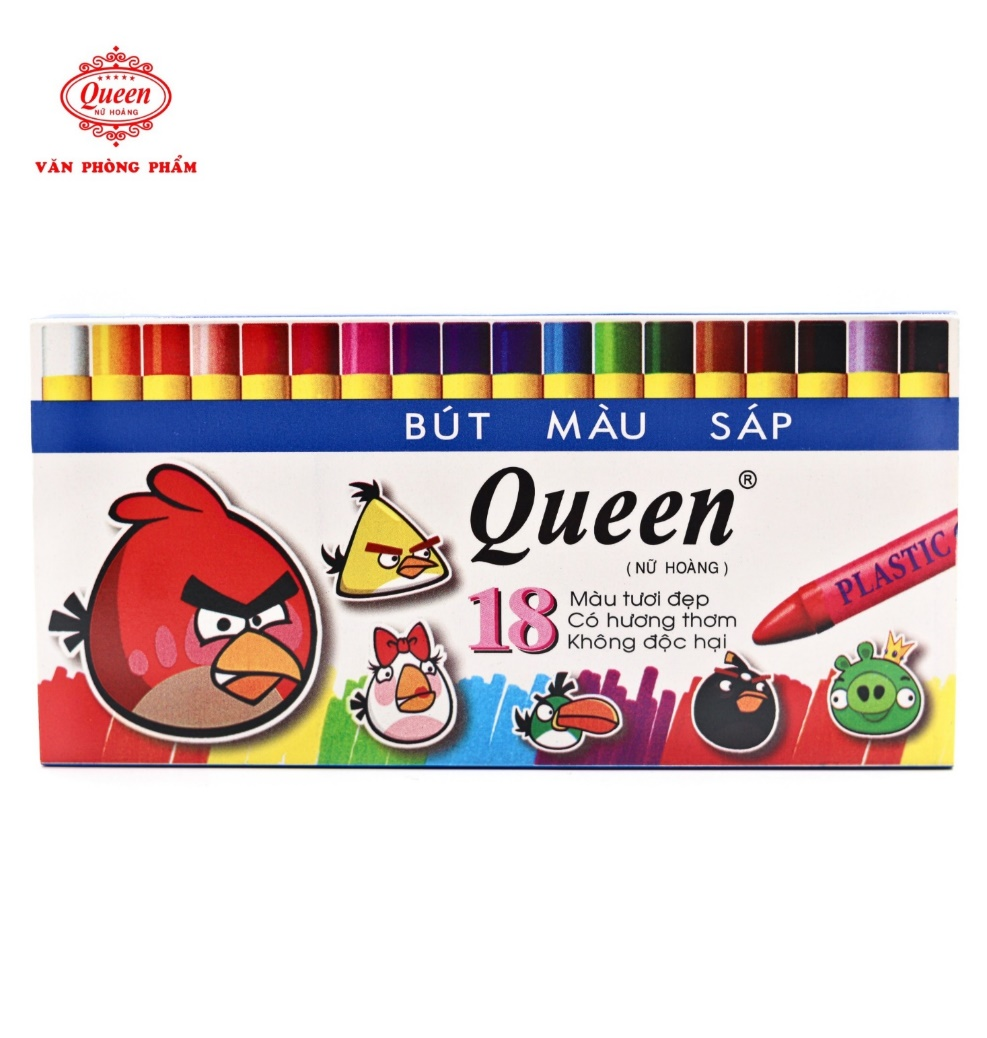 Queen
NỮ HOÀNG
VĂN PHÒNG PHẨM
BÚT MÀU SÁP
Queen®
(NỮ HOÀNG)
18
Màu tươi đẹp
Có hương thơm
Không độc hại
PLASTIC